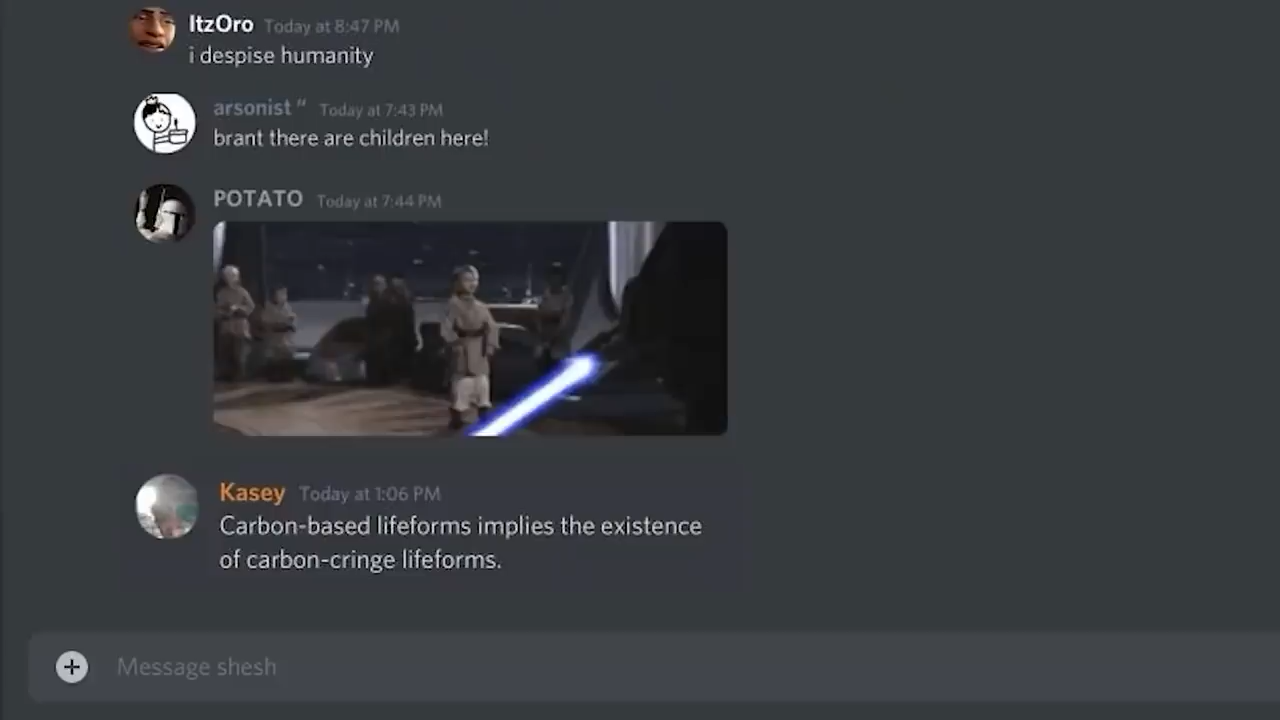 ItzOro Today at 8:47 PM
i despise humanity
arsonist “ Today at 7:43 PM
brant there are children here!
POTATO Today at 7:44 PM
Kasey Today at 1:06 PM
Carbon-based lifeforms implies the existence
of carbon-cringe lifeforms.
Message shesh